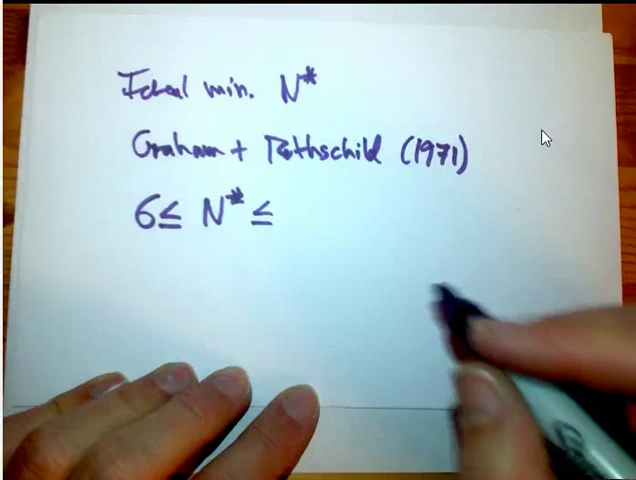 Ideal min. N*
Graham + Rothschild (1971)
6 ≤ N* ≤